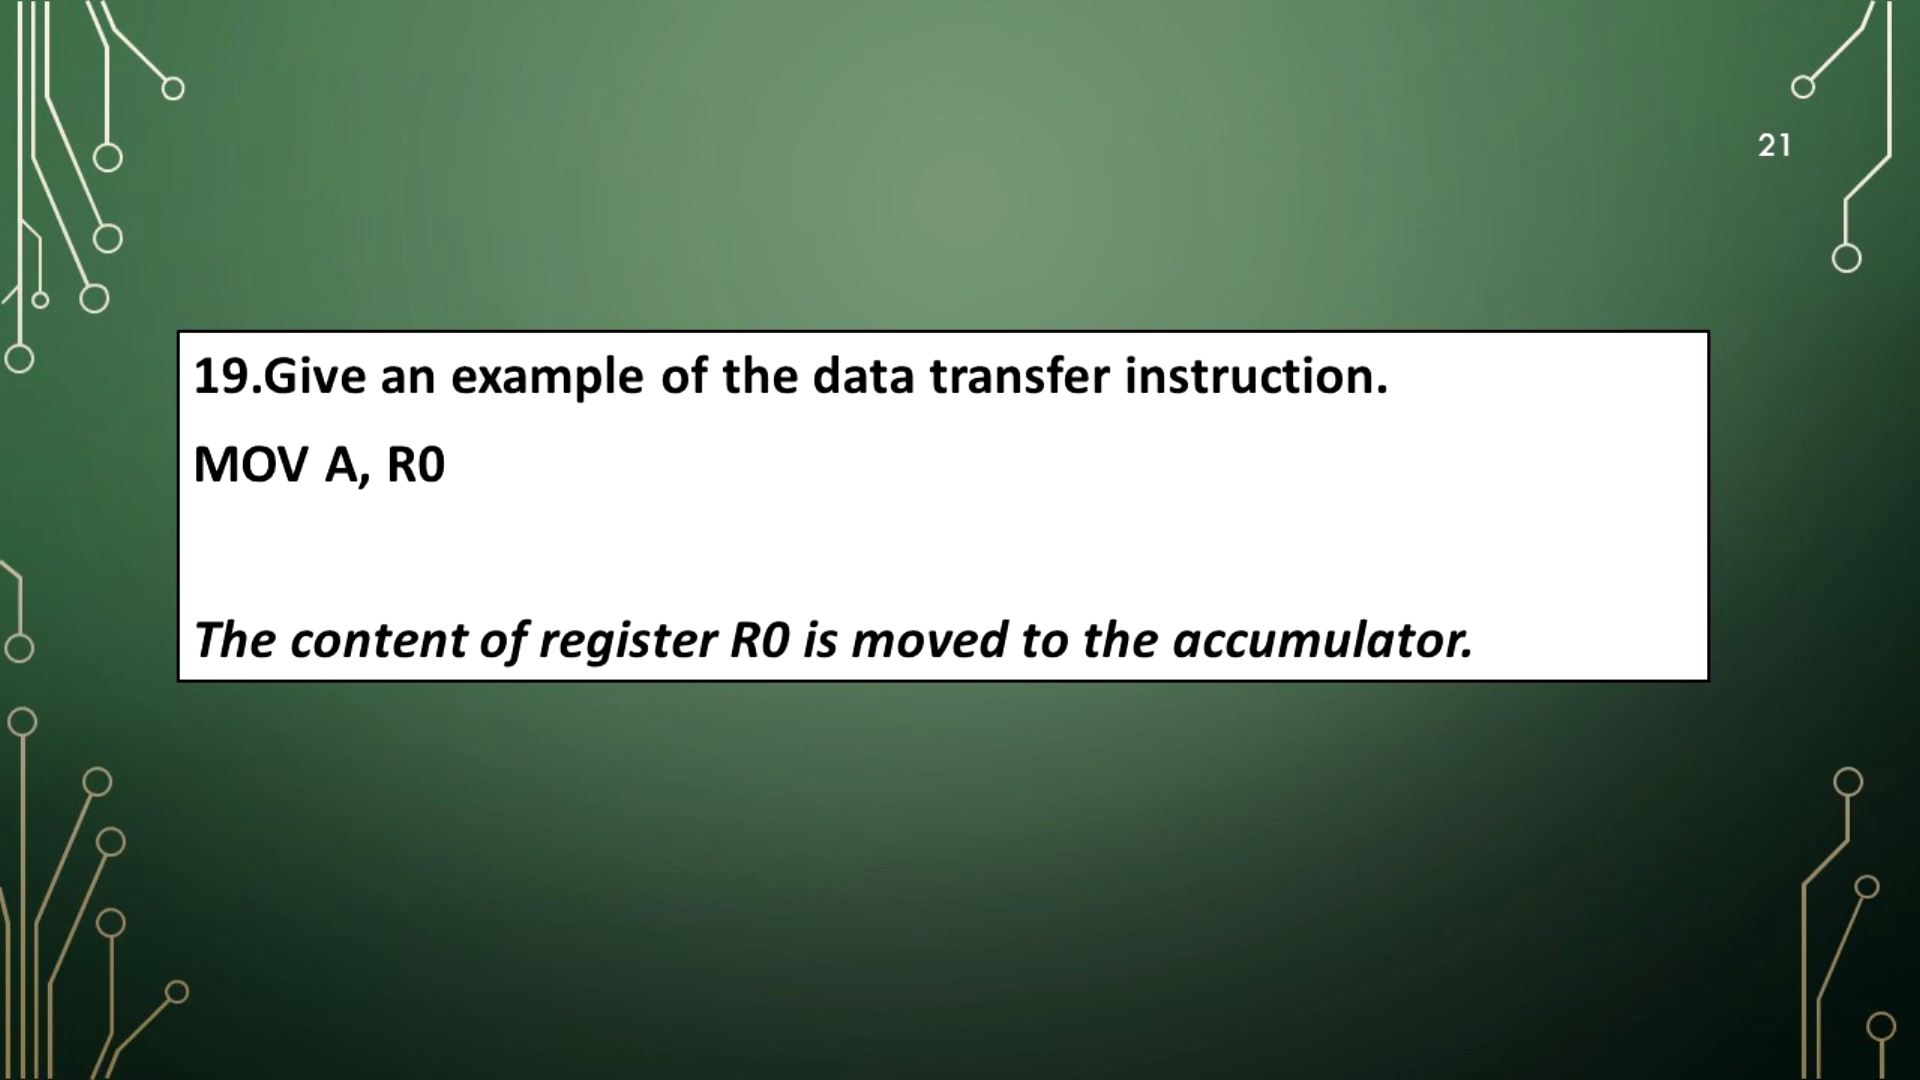 21
19.Give an example of the data transfer instruction.
MOV A, R0
The content of register R0 is moved to the accumulator.